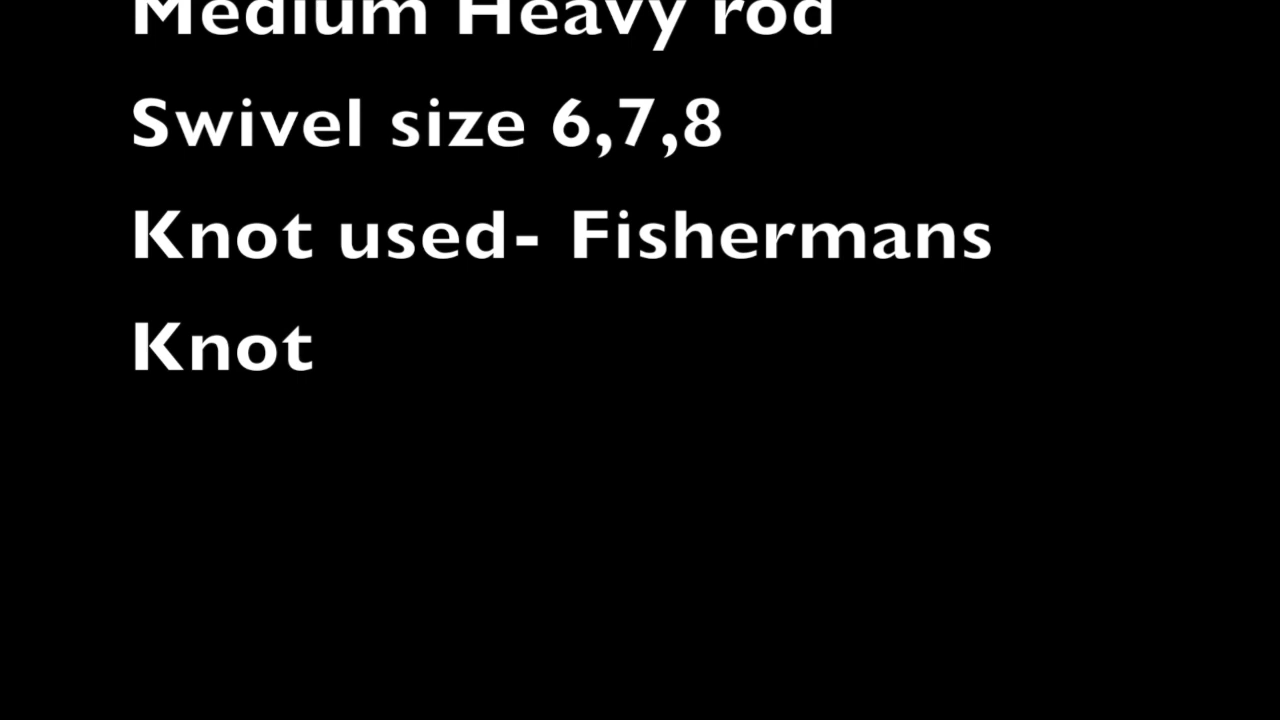 Medium Heavy rod
Swivel size 6,7,8
Knot used- Fishermans
Knot